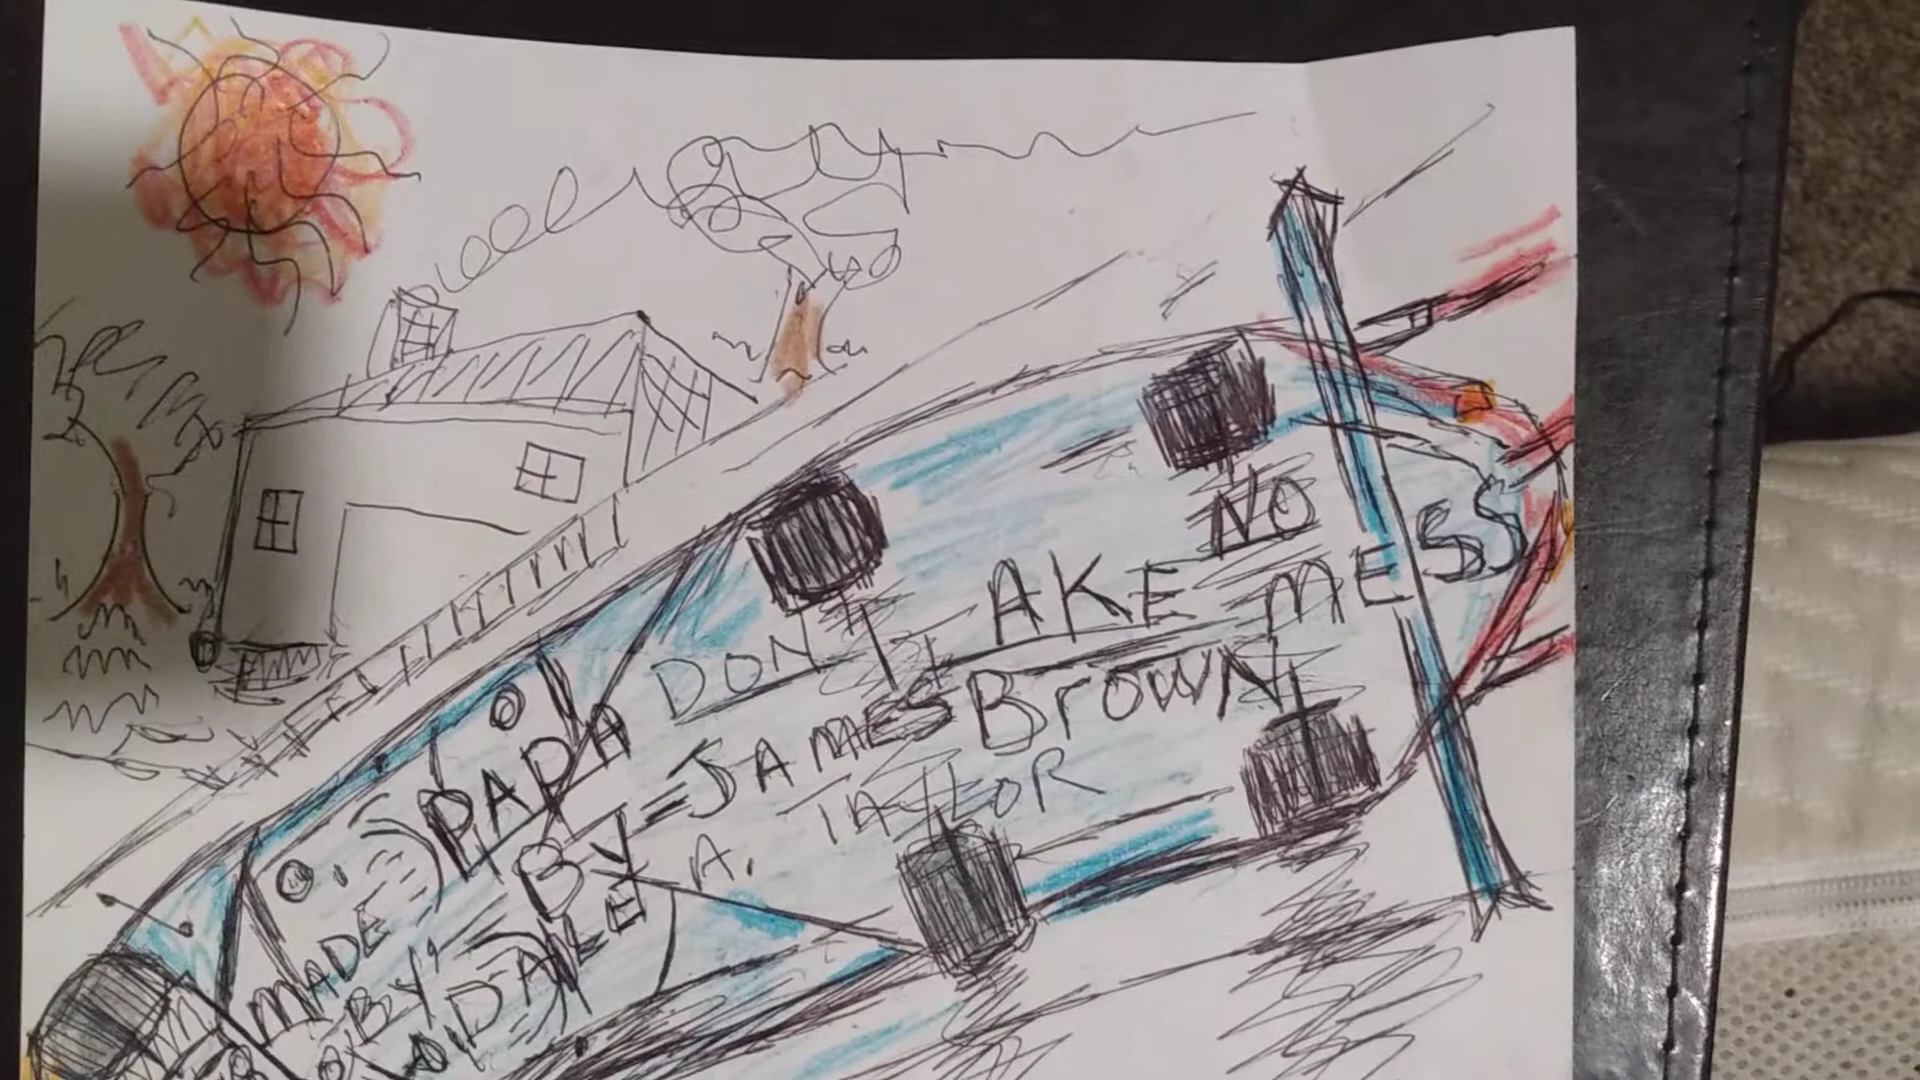 PAPA DON'T TAKE NO MESS
BY = JAMES BROWN
A. TAYLOR
MADE
BY:
DALE